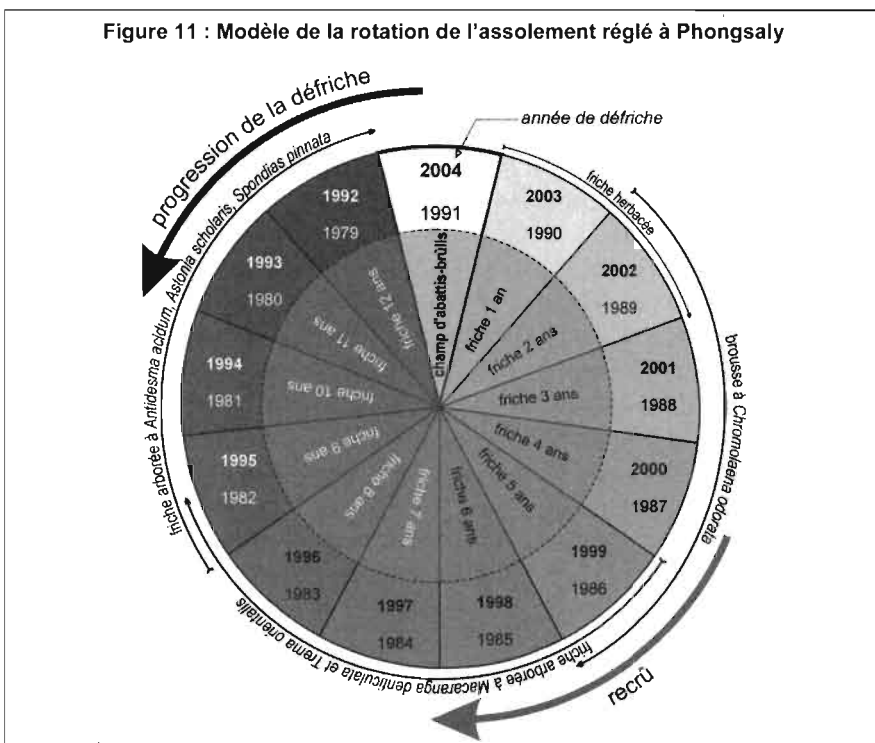 Figure 11 : Modèle de la rotation de l'assolement réglé à Phongsaly
progression de la défriche
année de défriche
friche herbacée
brousse à Chromolaena odorata
recrû
friche arborée à Macaranga denticulata et Trema orientalis
friche arborée à Antidesma acidum, Astonia scholaris, Spondias pinnata
2004
1991
champ d'abattis-brûlis
2003
1990
friche 1 an
2002
1989
friche 2 ans
2001
1988
friche 3 ans
2000
1987
friche 4 ans
1999
1986
friche 5 ans
1998
1985
friche 6 ans
1997
1984
friche 7 ans
1996
1983
friche 8 ans
1995
1982
friche 9 ans
1994
1981
friche 10 ans
1993
1980
friche 11 ans
1992
1979
friche 12 ans